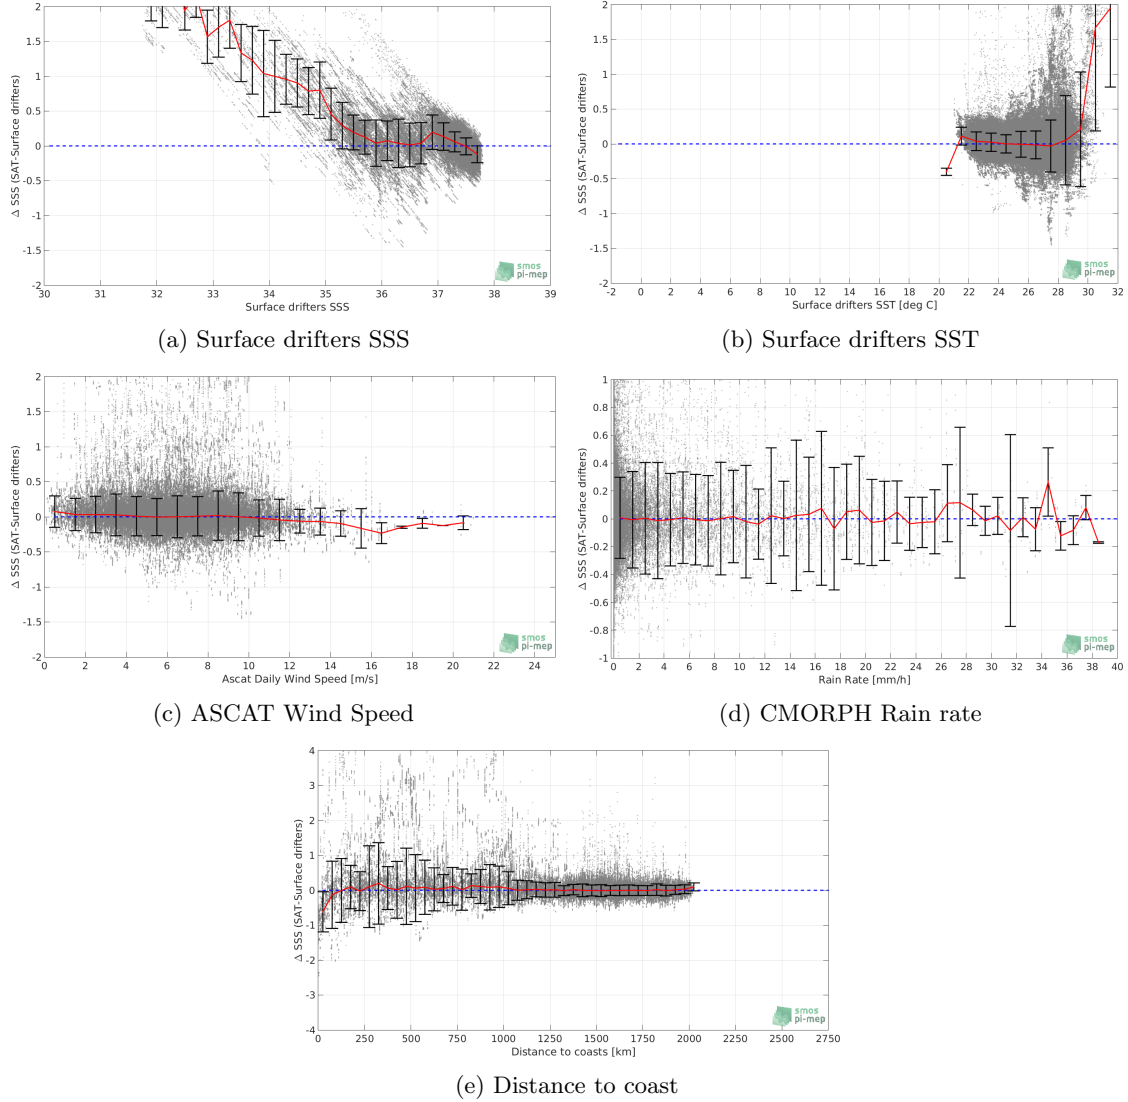 2
1.5
1
0.5
0
-0.5
-1
-1.5
-2
Δ SSS (SAT-Surface drifters)
30 31 32 33 34 35 36 37 38 39
Surface drifters SSS
smos
pi-mep
(a) Surface drifters SSS
2
1.5
1
0.5
0
-0.5
-1
-1.5
-2
Δ SSS (SAT-Surface drifters)
-2 0 2 4 6 8 10 12 14 16 18 20 22 24 26 28 30 32
Surface drifters SST [deg C]
smos
pi-mep
(b) Surface drifters SST
2
1.5
1
0.5
0
-0.5
-1
-1.5
-2
Δ SSS (SAT-Surface drifters)
0 2 4 6 8 10 12 14 16 18 20 22 24
Ascat Daily Wind Speed [m/s]
smos
pi-mep
(c) ASCAT Wind Speed
1
0.8
0.6
0.4
0.2
0
-0.2
-0.4
-0.6
-0.8
-1
Δ SSS (SAT-Surface drifters)
0 2 4 6 8 10 12 14 16 18 20 22 24 26 28 30 32 34 36 38 40
Rain Rate [mm/h]
smos
pi-mep
(d) CMORPH Rain rate
4
3
2
1
0
-1
-2
-3
-4
Δ SSS (SAT-Surface drifters)
0 250 500 750 1000 1250 1500 1750 2000 2250 2500 2750
Distance to coasts [km]
smos
pi-mep
(e) Distance to coast